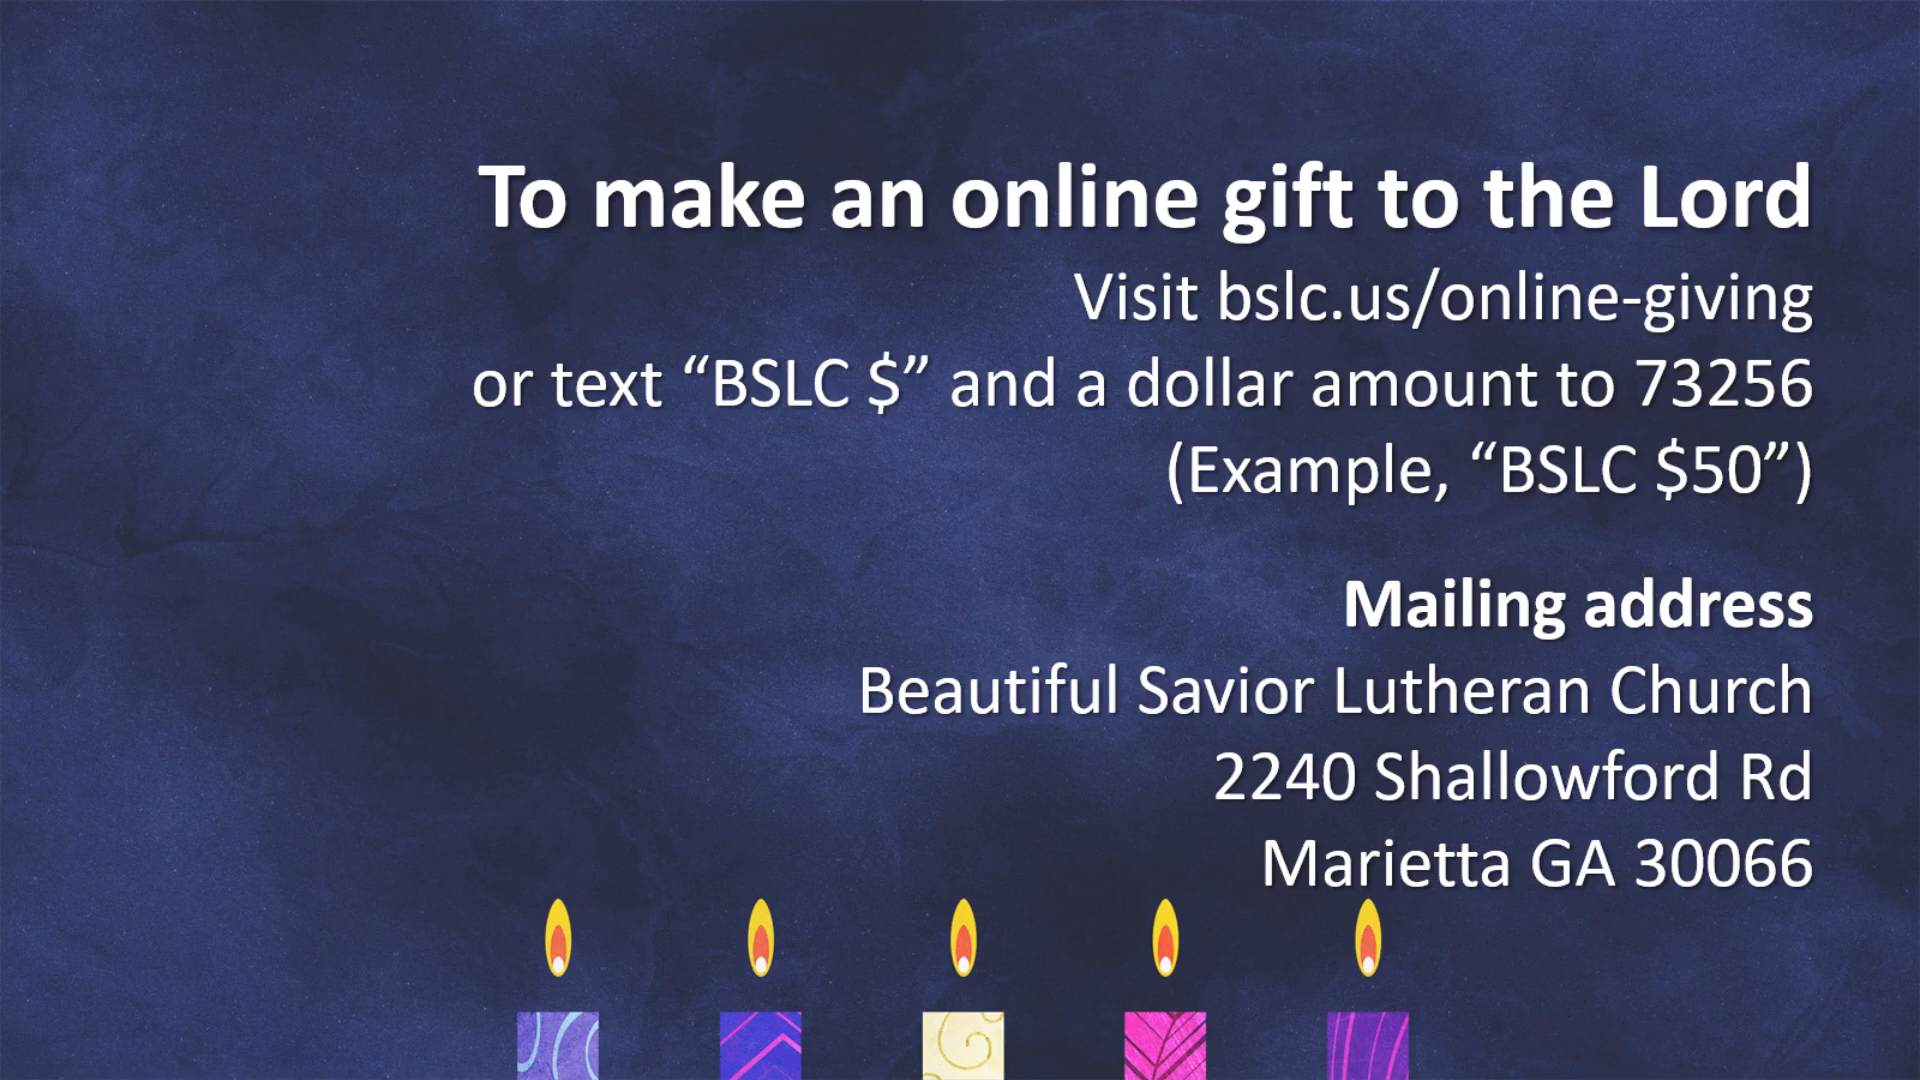 To make an online gift to the Lord
Visit bslc.us/online-giving
or text “BSLC $” and a dollar amount to 73256
(Example, “BSLC $50”)
Mailing address
Beautiful Savior Lutheran Church
2240 Shallowford Rd
Marietta GA 30066